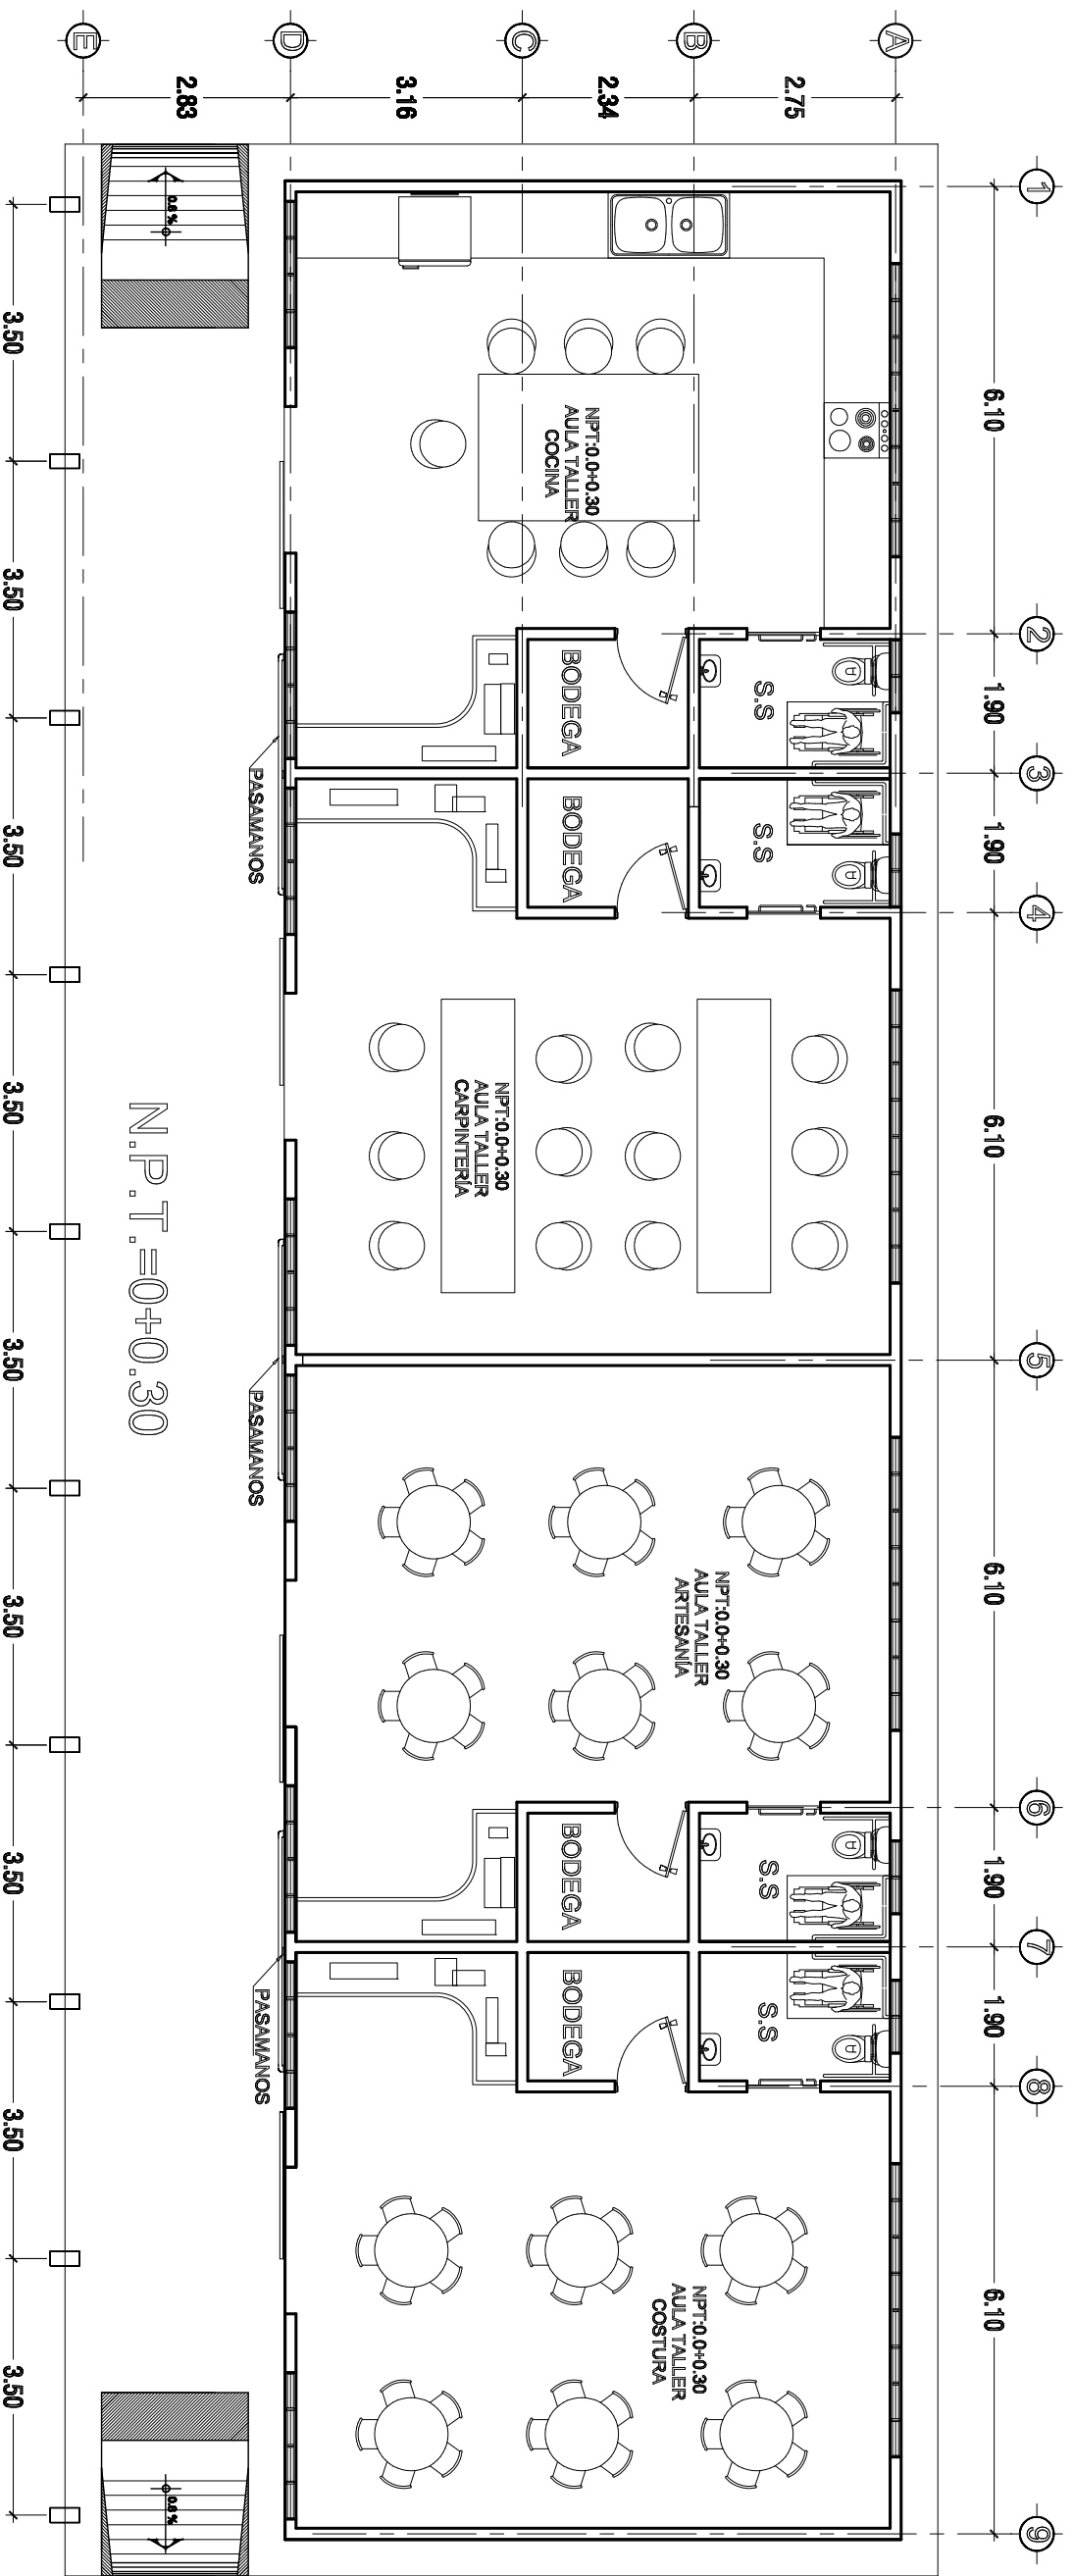 1 2 3 4 5 6 7 8 9
6.10 1.90 1.90 6.10 6.10 1.90 1.90 6.10
A
2.75
S.S S.S S.S S.S
B
2.34
C
3.16
D
2.83
E
NPT:0.0+0.30
AULA TALLER
COCINA
BODEGA BODEGA
NPT:0.0+0.30
AULA TALLER
CARPINTERÍA
NPT:0.0+0.30
AULA TALLER
ARTESANÍA
BODEGA BODEGA
NPT:0.0+0.30
AULA TALLER
COSTURA
PASAMANOS PASAMANOS PASAMANOS
0.8 % 0.8 %
N.P.T.=0+0.30
3.50 3.50 3.50 3.50 3.50 3.50 3.50 3.50 3.50